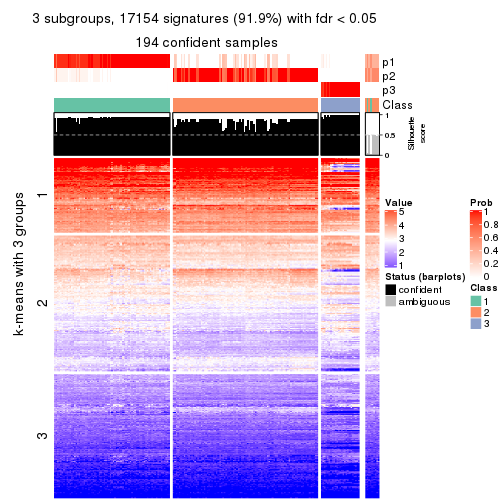 3 subgroups, 17154 signatures (91.9%) with fdr < 0.05
194 confident samples
p1
p2
p3
Class
1
0.5
0
Silhouette
score
k-means with 3 groups
1
2
3
Value
5
4
3
2
1
Status (barplots)
confident
ambiguous
Prob
1
0.8
0.6
0.4
0.2
0
Class
1
2
3